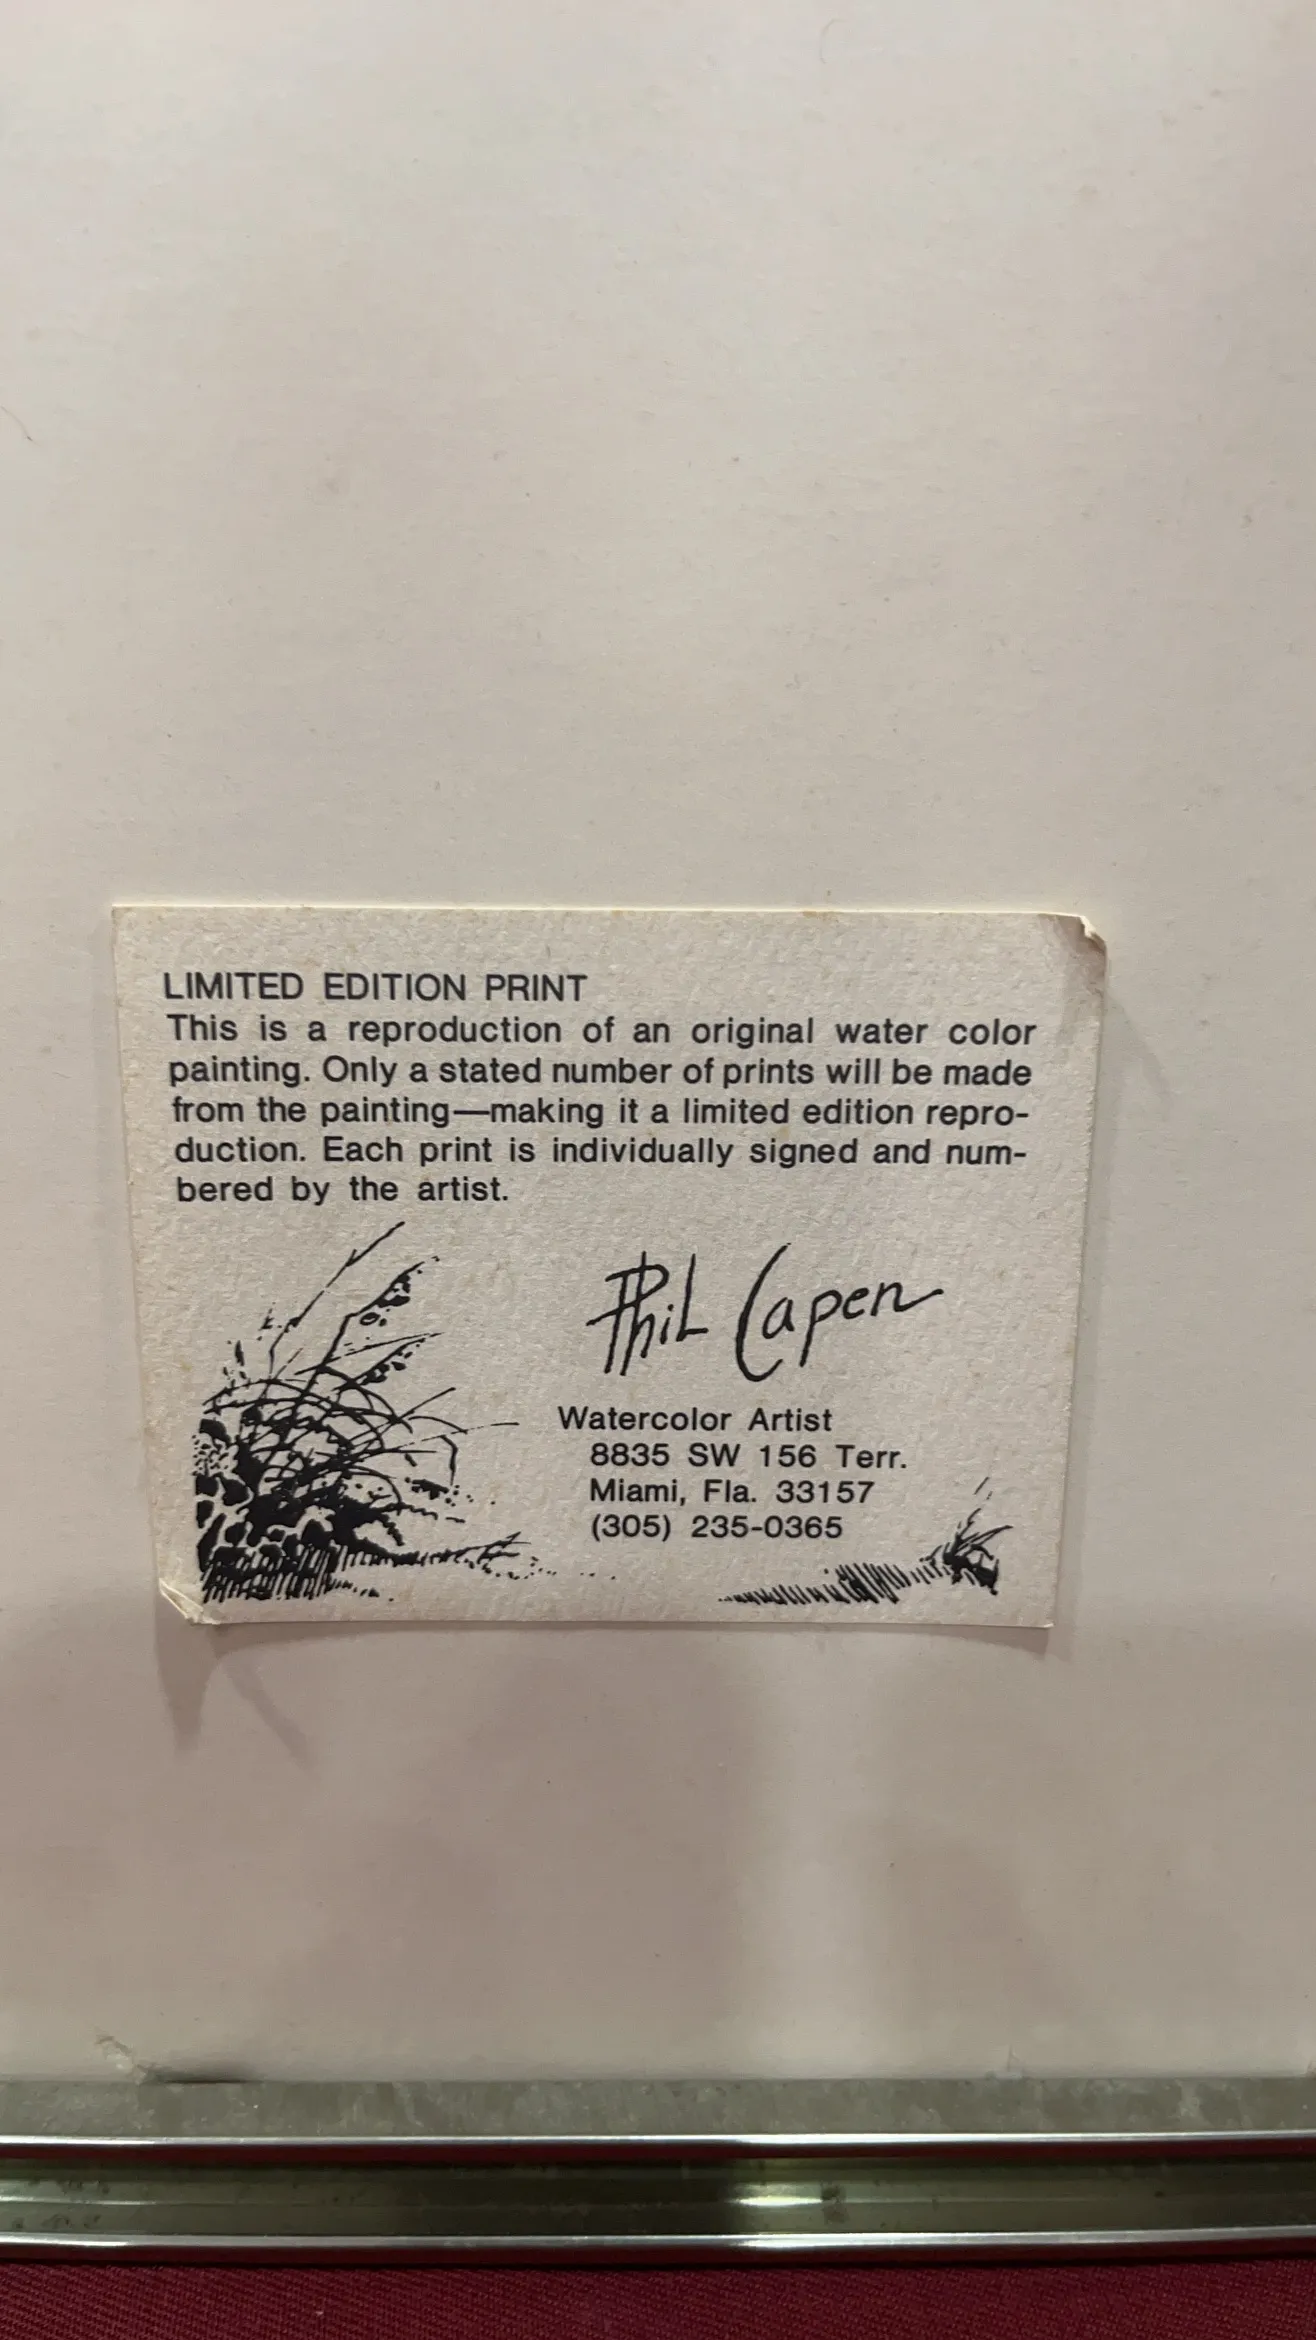 LIMITED EDITION PRINT
This is a reproduction of an original water color
painting. Only a stated number of prints will be made
from the painting—making it a limited edition repro-
duction. Each print is individually signed and num-
bered by the artist.
Phil Capen
Watercolor Artist
8835 SW 156 Terr.
Miami, Fla. 33157
(305) 235-0365